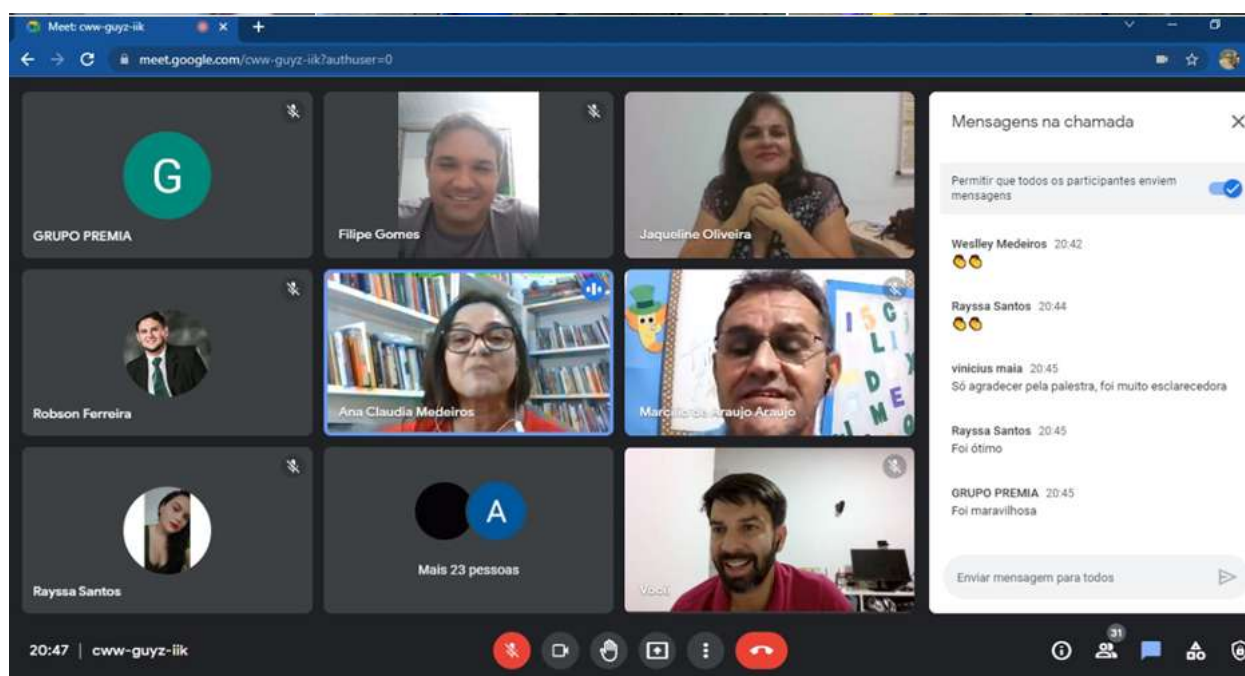 Meet: cww-guyz-iik
meet.google.com/cww-guyz-iik?authuser=0
G
GRUPO PREMIA
Filipe Gomes
Jaqueline Oliveira
Robson Ferreira
Ana Claudia Medeiros
Marcilio de Araujo Araujo
I S C I
L I
D X
E
I M O
Rayssa Santos
A
Mais 23 pessoas
Você
Mensagens na chamada
Permitir que todos os participantes enviem
mensagens
Weslley Medeiros 20:42
👏👏
Rayssa Santos 20:44
👏👏
vinicius maia 20:45
Só agradecer pela palestra, foi muito esclarecedora
Rayssa Santos 20:45
Foi ótimo
GRUPO PREMIA 20:45
Foi maravilhosa
Enviar mensagem para todos
20:47 | cww-guyz-iik
31